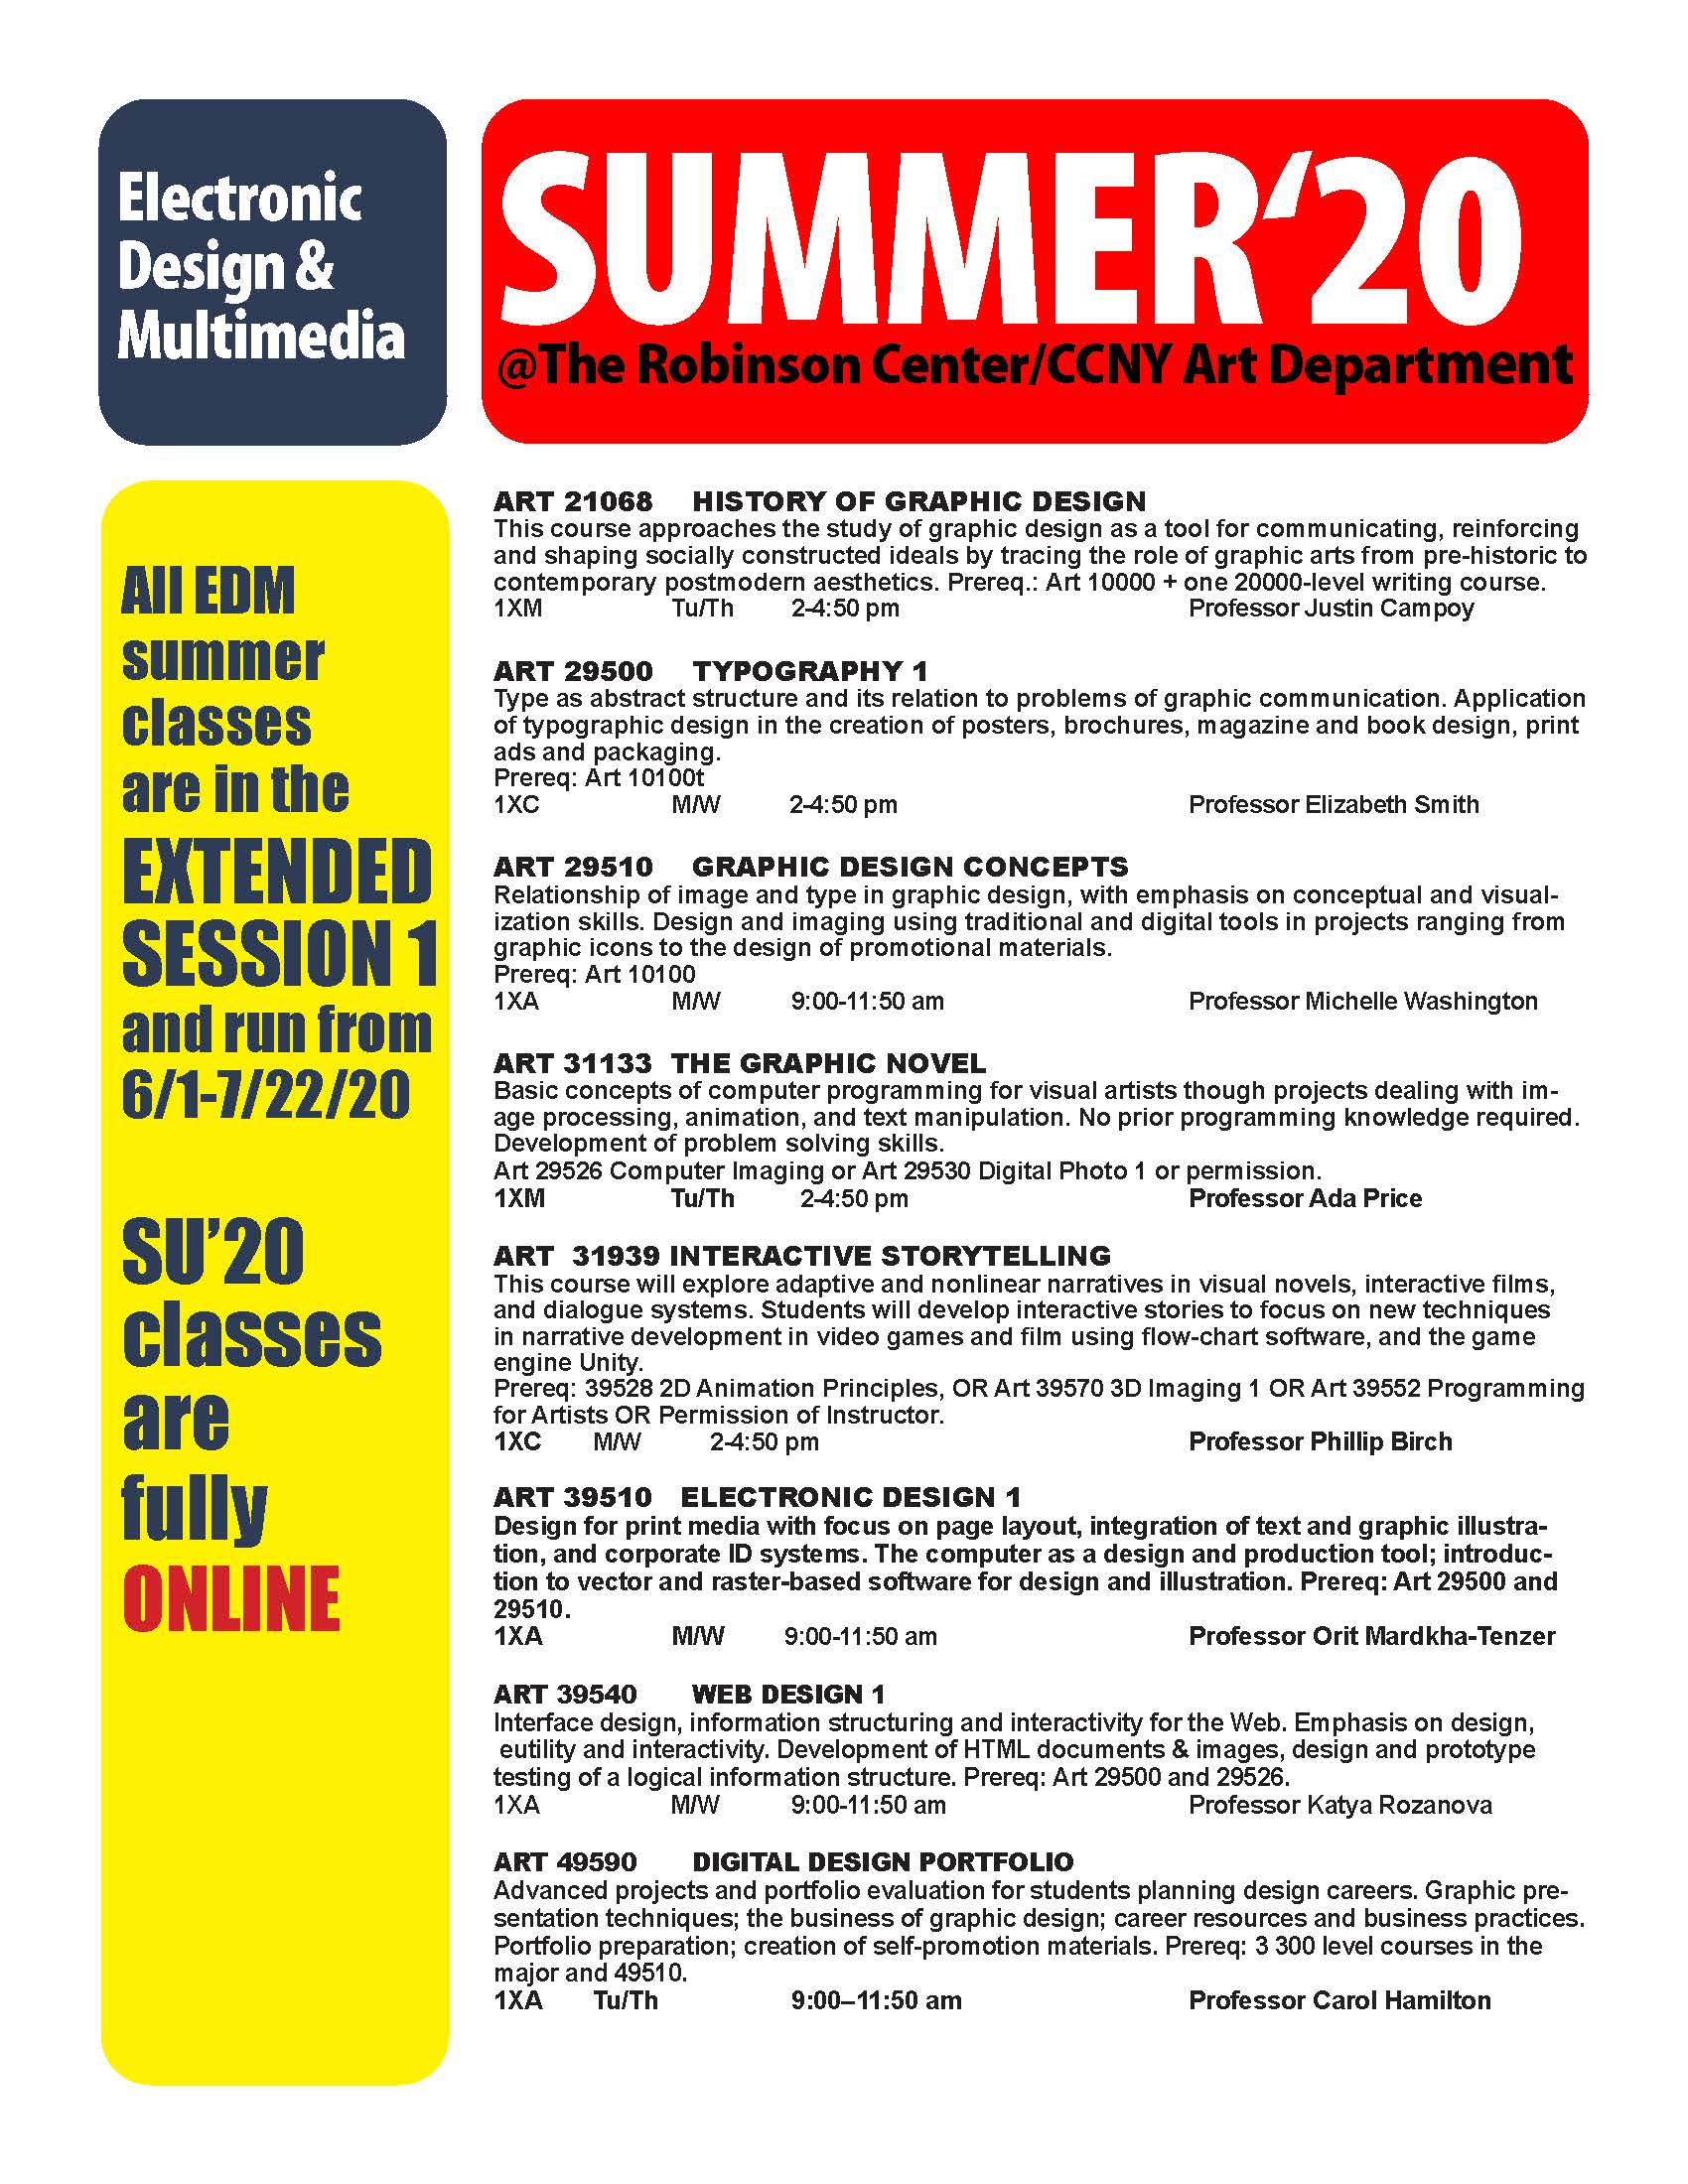 Electronic
Design &
Multimedia
SUMMER‘20
@The Robinson Center/CCNY Art Department
All EDM
summer
classes
are in the
EXTENDED
SESSION 1
and run from
6/1-7/22/20
SU’20
classes
are
fully
ONLINE
ART 21068 HISTORY OF GRAPHIC DESIGN
This course approaches the study of graphic design as a tool for communicating, reinforcing
and shaping socially constructed ideals by tracing the role of graphic arts from pre-historic to
contemporary postmodern aesthetics. Prereq.: Art 10000 + one 20000-level writing course.
1XM Tu/Th 2-4:50 pm Professor Justin Campoy
ART 29500 TYPOGRAPHY 1
Type as abstract structure and its relation to problems of graphic communication. Application
of typographic design in the creation of posters, brochures, magazine and book design, print
ads and packaging.
Prereq: Art 10100t
1XC M/W 2-4:50 pm Professor Elizabeth Smith
ART 29510 GRAPHIC DESIGN CONCEPTS
Relationship of image and type in graphic design, with emphasis on conceptual and visual-
ization skills. Design and imaging using traditional and digital tools in projects ranging from
graphic icons to the design of promotional materials.
Prereq: Art 10100
1XA M/W 9:00-11:50 am Professor Michelle Washington
ART 31133 THE GRAPHIC NOVEL
Basic concepts of computer programming for visual artists though projects dealing with im-
age processing, animation, and text manipulation. No prior programming knowledge required.
Development of problem solving skills.
Art 29526 Computer Imaging or Art 29530 Digital Photo 1 or permission.
1XM Tu/Th 2-4:50 pm Professor Ada Price
ART 31939 INTERACTIVE STORYTELLING
This course will explore adaptive and nonlinear narratives in visual novels, interactive films,
and dialogue systems. Students will develop interactive stories to focus on new techniques
in narrative development in video games and film using flow-chart software, and the game
engine Unity.
Prereq: 39528 2D Animation Principles, OR Art 39570 3D Imaging 1 OR Art 39552 Programming
for Artists OR Permission of Instructor.
1XC M/W 2-4:50 pm Professor Phillip Birch
ART 39510 ELECTRONIC DESIGN 1
Design for print media with focus on page layout, integration of text and graphic illustra-
tion, and corporate ID systems. The computer as a design and production tool; introduc-
tion to vector and raster-based software for design and illustration. Prereq: Art 29500 and
29510.
1XA M/W 9:00-11:50 am Professor Orit Mardkha-Tenzer
ART 39540 WEB DESIGN 1
Interface design, information structuring and interactivity for the Web. Emphasis on design,
eutility and interactivity. Development of HTML documents & images, design and prototype
testing of a logical information structure. Prereq: Art 29500 and 29526.
1XA M/W 9:00-11:50 am Professor Katya Rozanova
ART 49590 DIGITAL DESIGN PORTFOLIO
Advanced projects and portfolio evaluation for students planning design careers. Graphic pre-
sentation techniques; the business of graphic design; career resources and business practices.
Portfolio preparation; creation of self-promotion materials. Prereq: 3 300 level courses in the
major and 49510.
1XA Tu/Th 9:00–11:50 am Professor Carol Hamilton